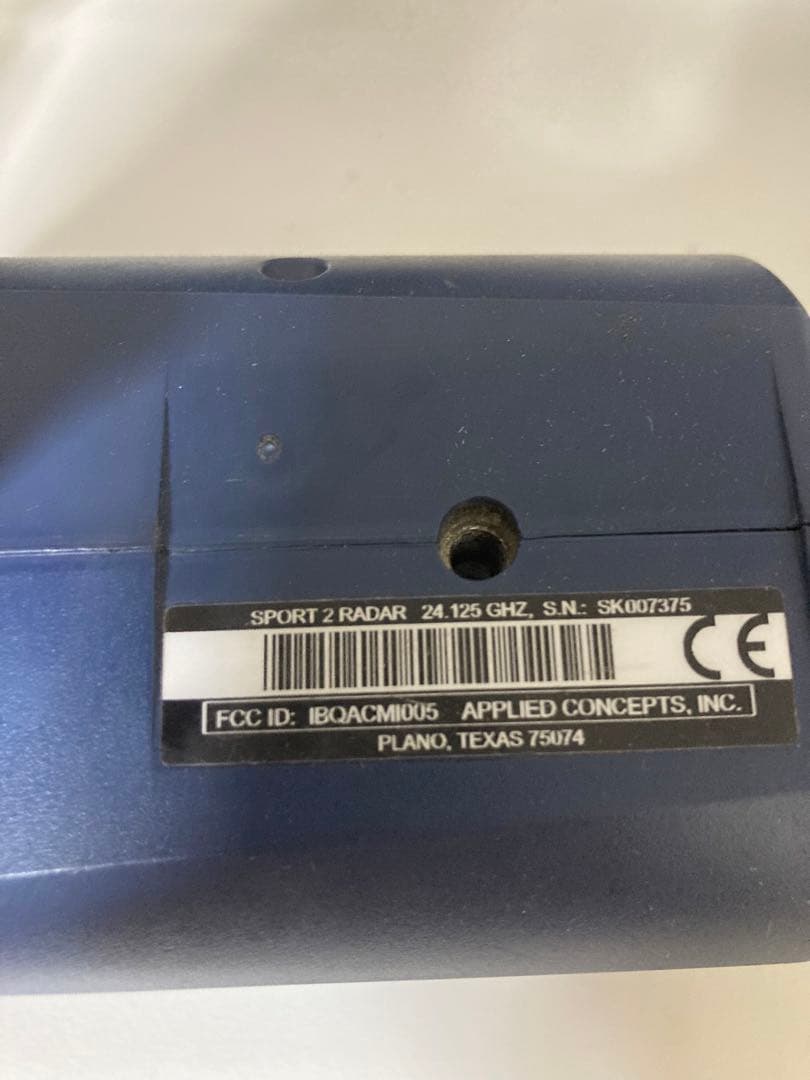 SPORT 2 RADAR 24.125 GHZ, S.N.: SK007375
CE
FCC ID: IBQACMI005 APPLIED CONCEPTS, INC.
PLANO, TEXAS 75074